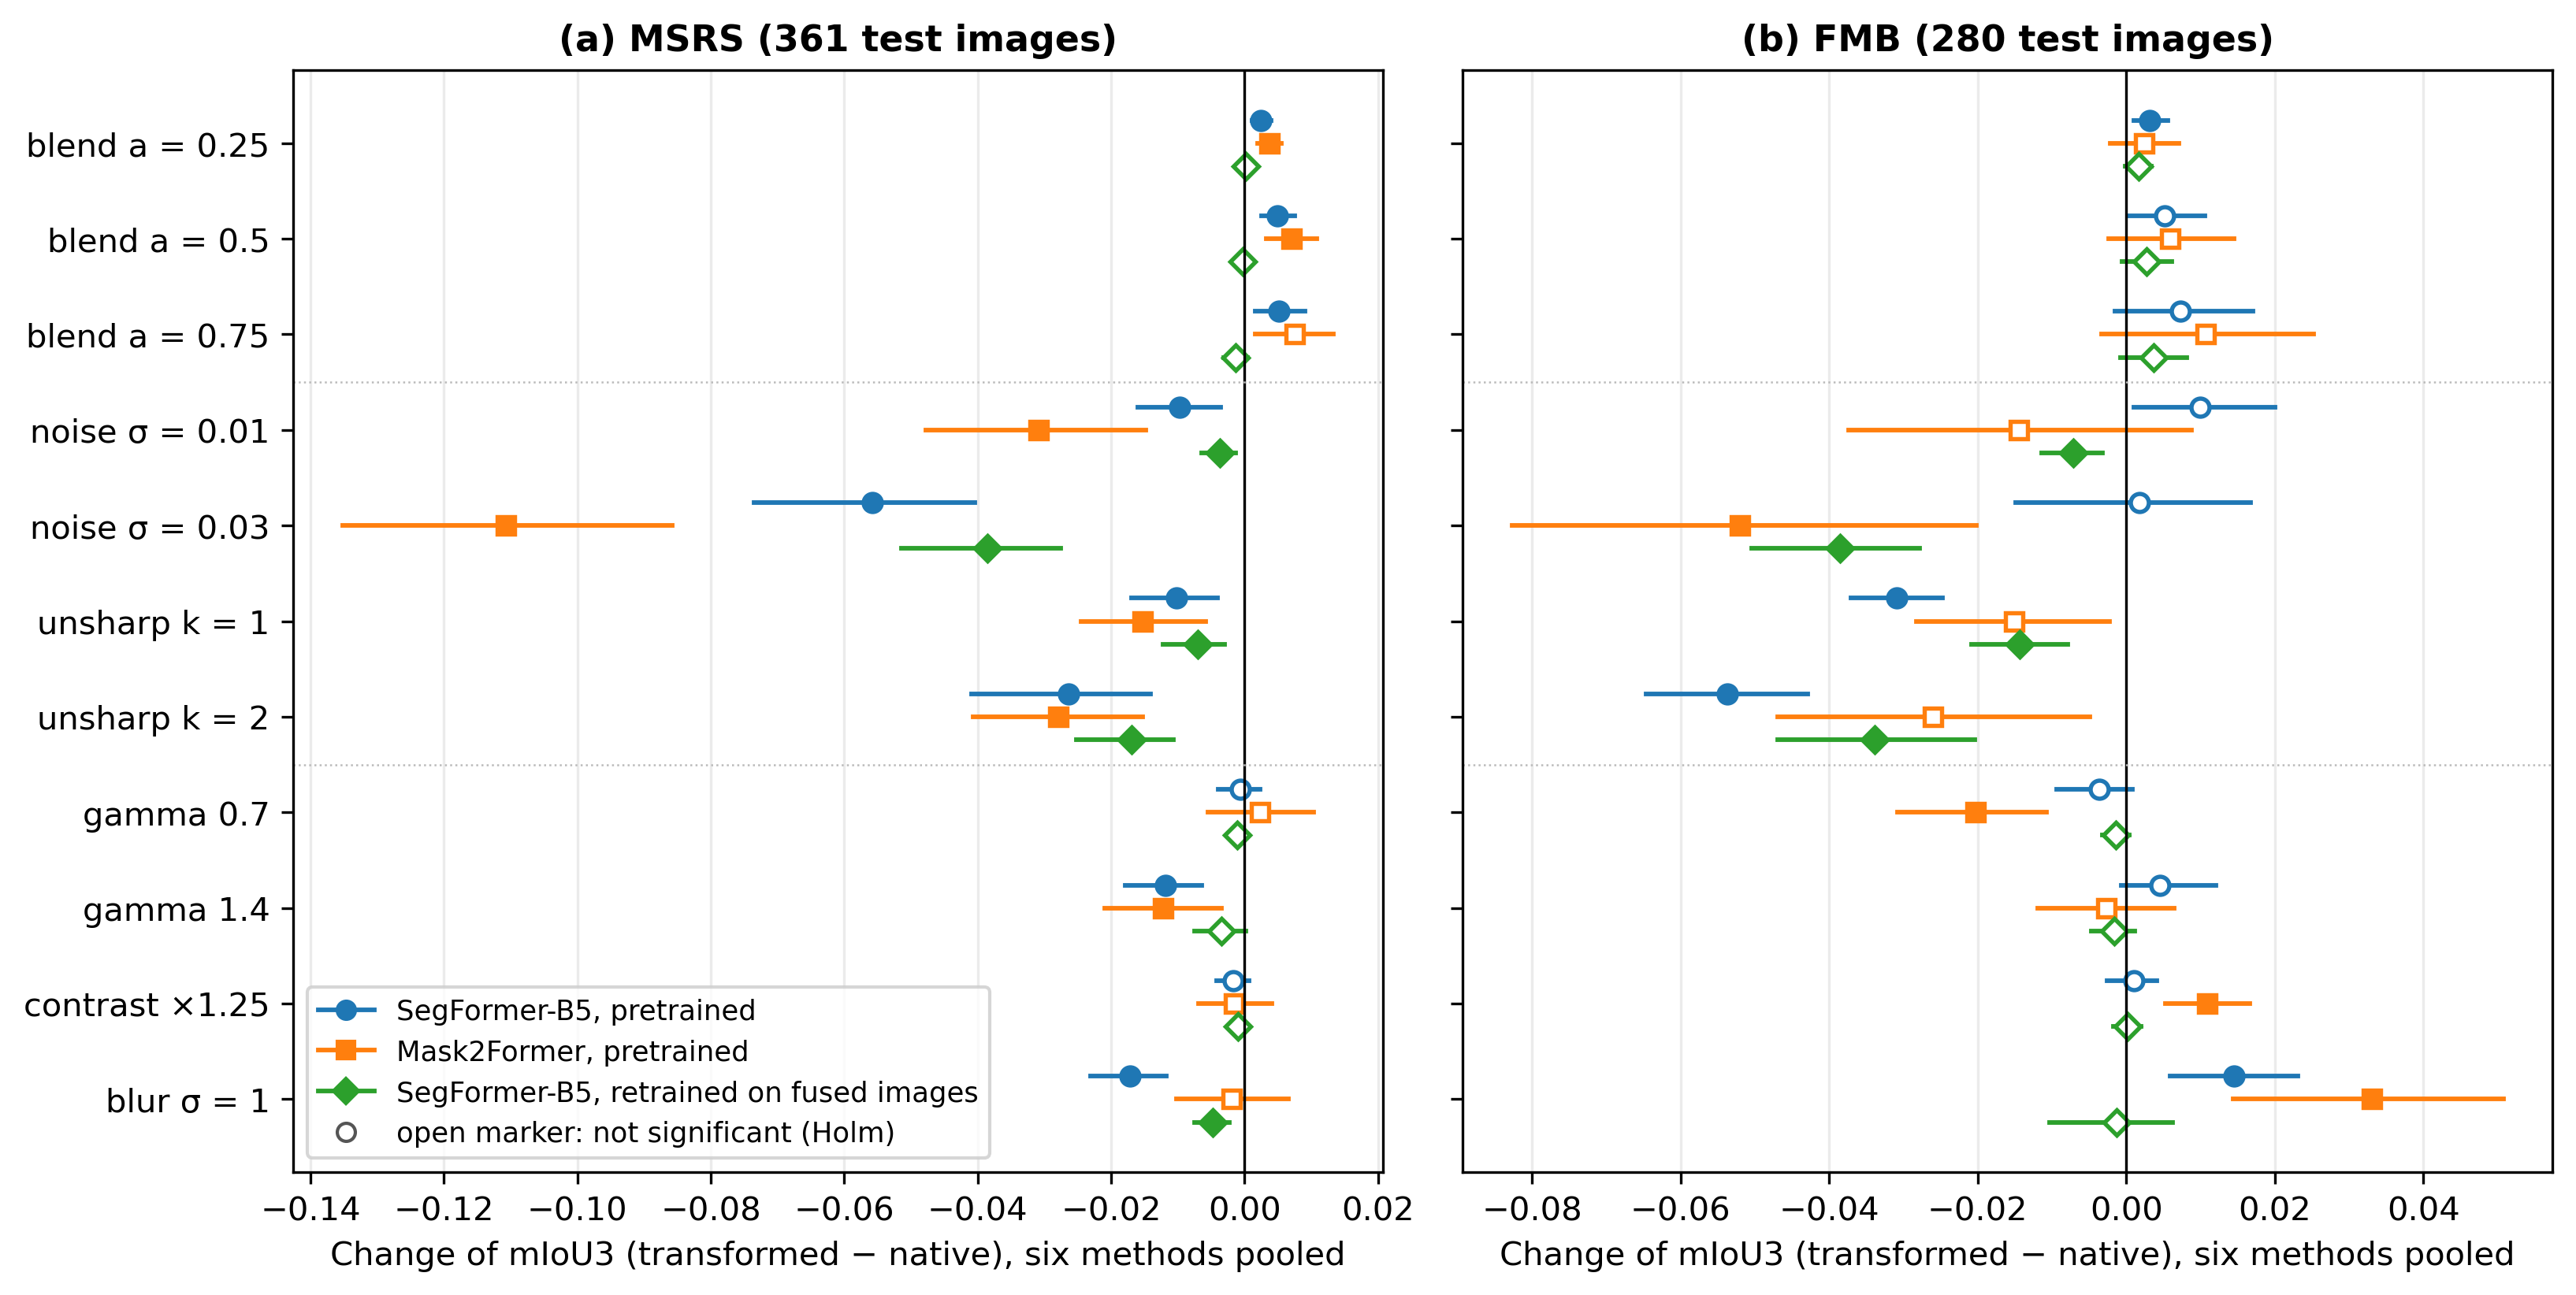 (a) MSRS (361 test images)
(b) FMB (280 test images)
blend a = 0.25
blend a = 0.5
blend a = 0.75
noise σ = 0.01
noise σ = 0.03
unsharp k = 1
unsharp k = 2
gamma 0.7
gamma 1.4
contrast ×1.25
blur σ = 1
SegFormer-B5, pretrained
Mask2Former, pretrained
SegFormer-B5, retrained on fused images
open marker: not significant (Holm)
−0.14 −0.12 −0.10 −0.08 −0.06 −0.04 −0.02 0.00 0.02
−0.08 −0.06 −0.04 −0.02 0.00 0.02 0.04
Change of mIoU3 (transformed − native), six methods pooled
Change of mIoU3 (transformed − native), six methods pooled